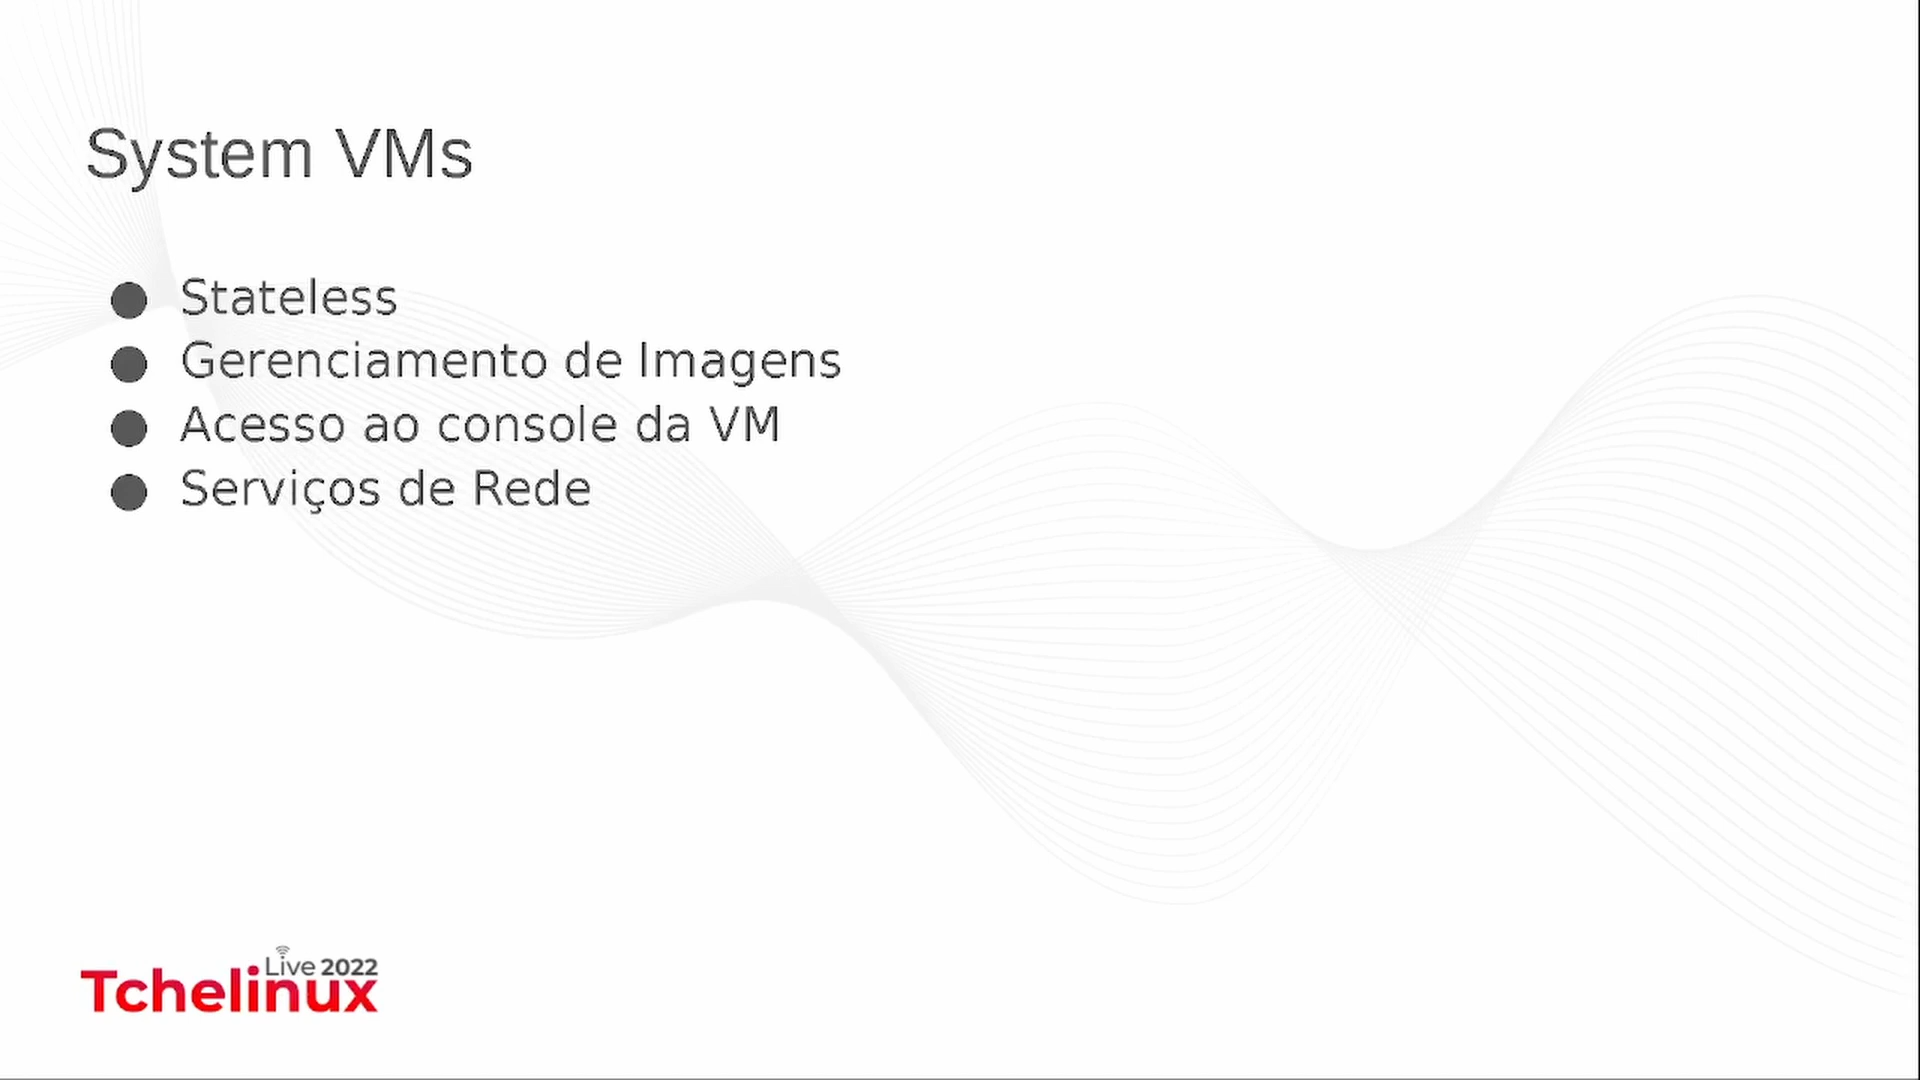 System VMs
Stateless
Gerenciamento de Imagens
Acesso ao console da VM
Serviços de Rede
Live 2022
Tchelinux